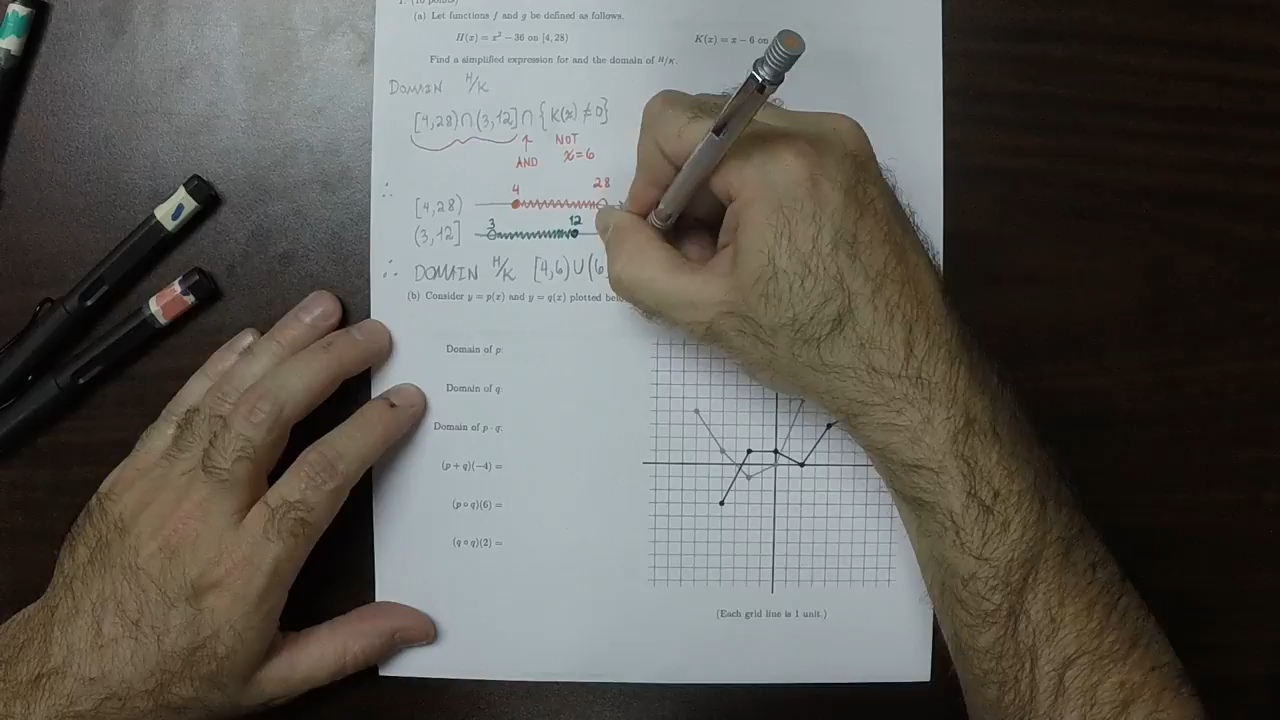 1. (10 points)
(a) Let functions f and g be defined as follows.
H(x) = x² − 36 on [4, 28) K(x) = x − 6 on
Find a simplified expression for and the domain of H/K.
DOMAIN H/K
[4,28)∩(3,12]∩{K(x)≠0}
↑ NOT
AND x=6
4 28
∴ [4,28)
3 12
(3,12]
∴ DOMAIN H/K [4,6)∪(6
(b) Consider y = p(x) and y = q(x) plotted
Domain of p:
Domain of q:
Domain of p · q:
(p + q)(−4) =
(p ∘ q)(6) =
(q ∘ q)(2) =
(Each grid line is 1 unit.)